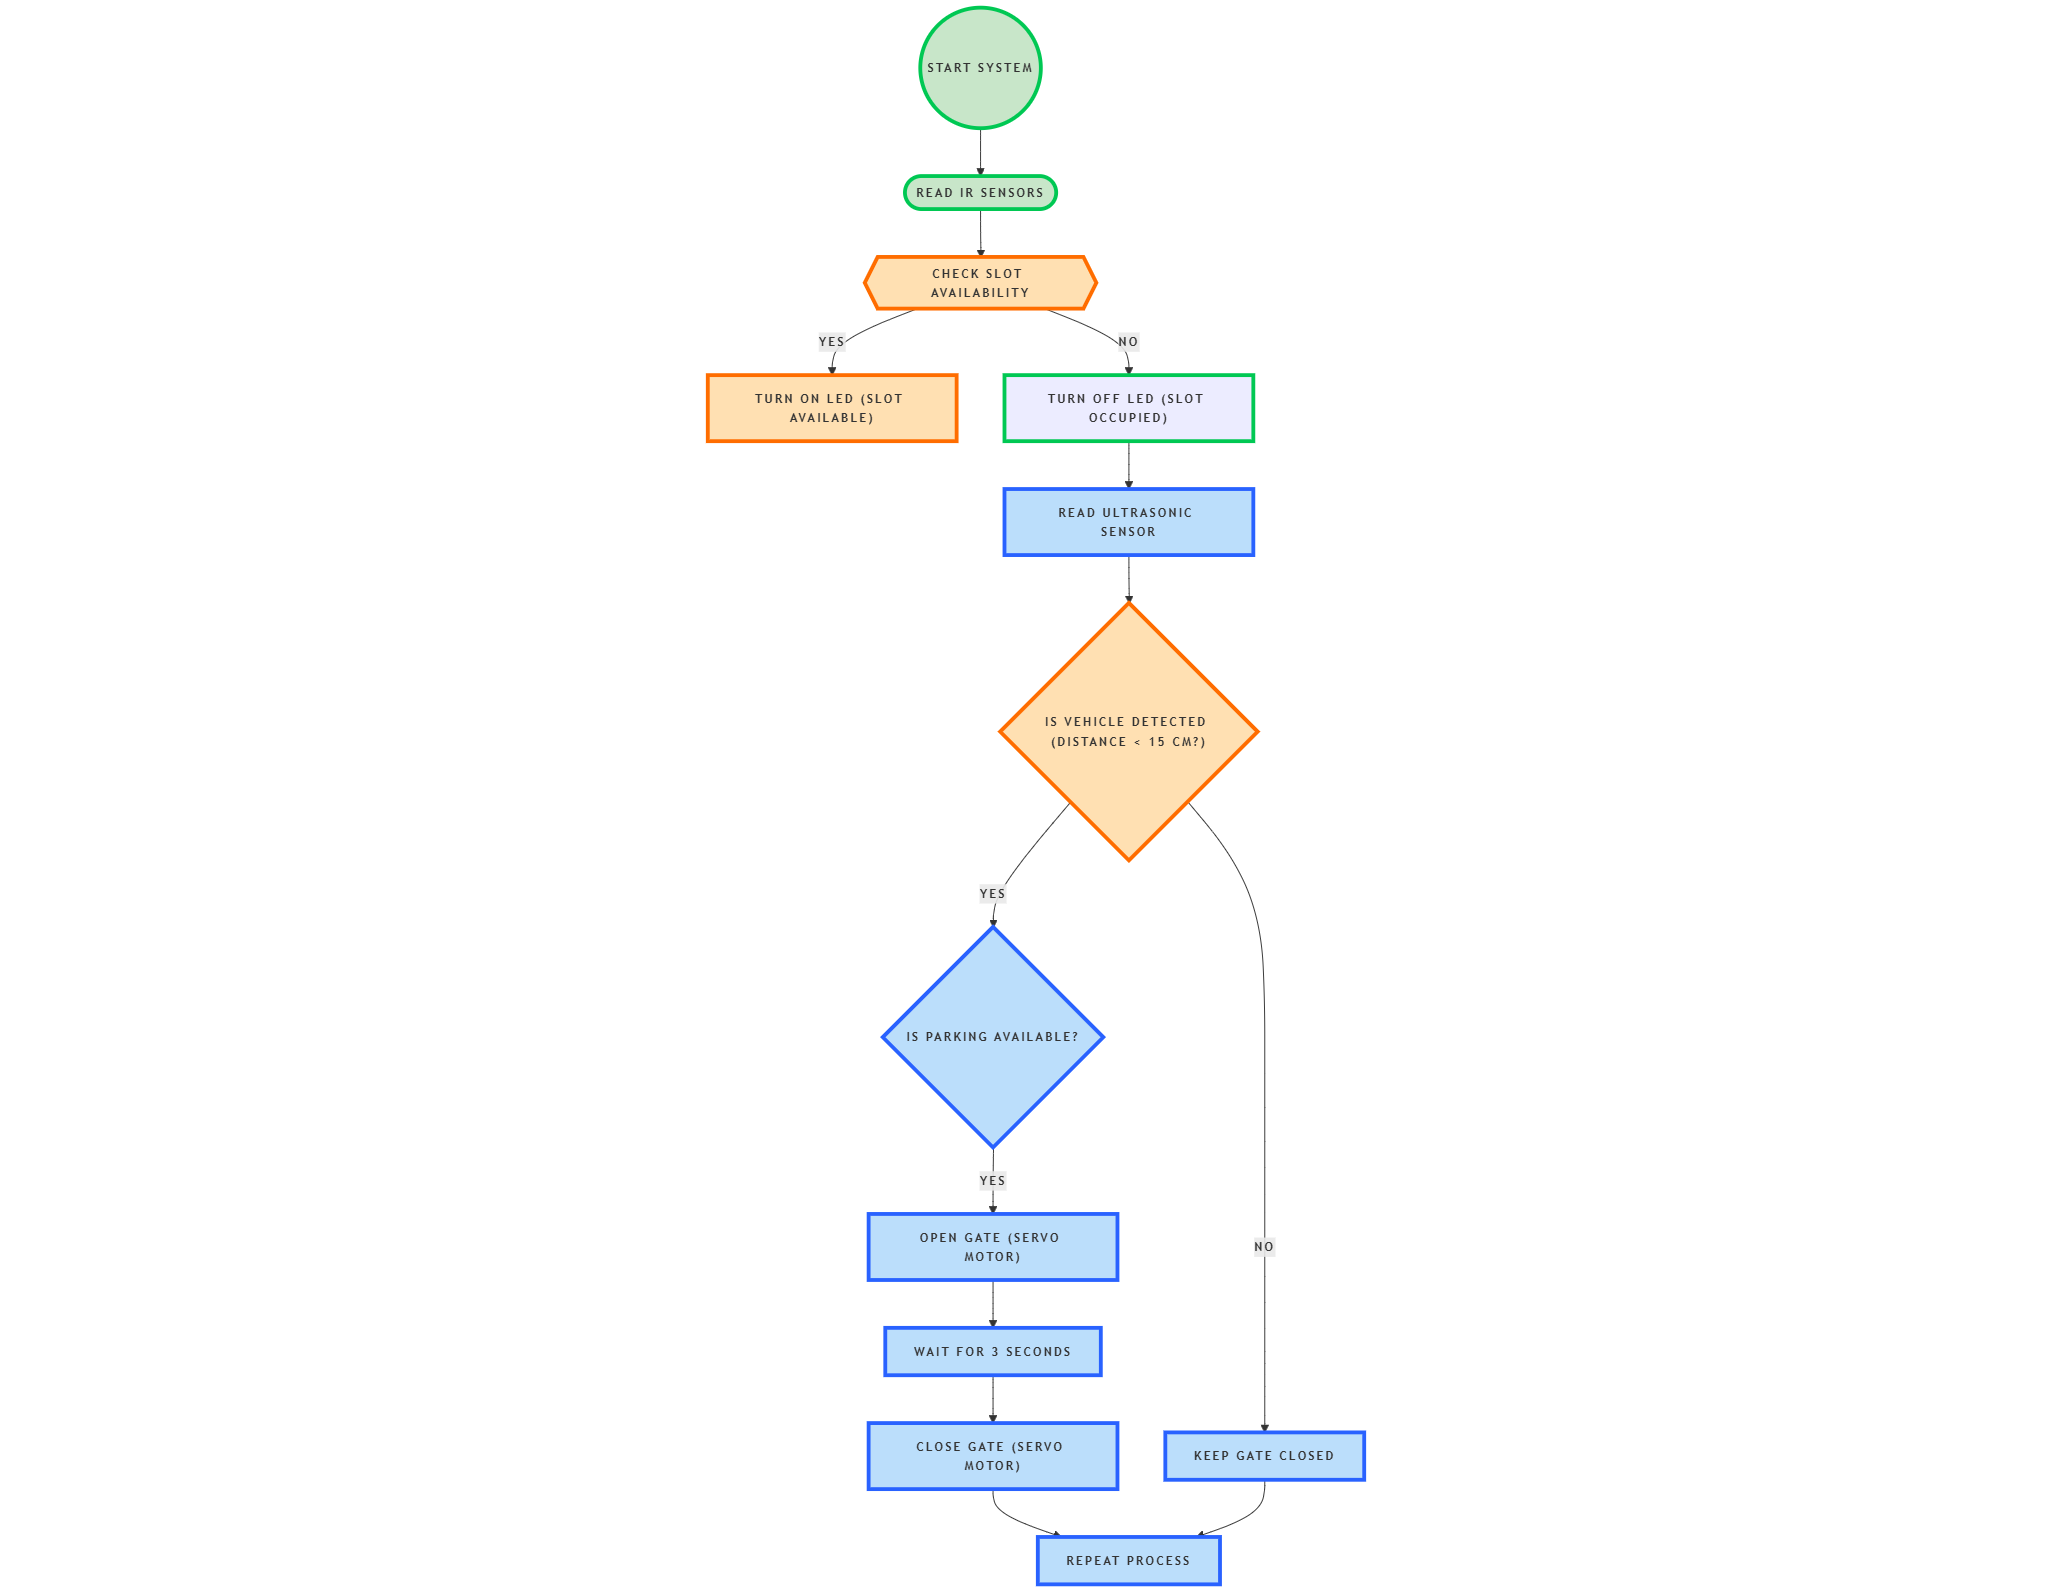 START SYSTEM
READ IR SENSORS
CHECK SLOT
AVAILABILITY
YES
NO
TURN ON LED (SLOT
AVAILABLE)
TURN OFF LED (SLOT
OCCUPIED)
READ ULTRASONIC
SENSOR
IS VEHICLE DETECTED
(DISTANCE < 15 CM?)
YES
IS PARKING AVAILABLE?
YES
OPEN GATE (SERVO
MOTOR)
NO
WAIT FOR 3 SECONDS
CLOSE GATE (SERVO
MOTOR)
KEEP GATE CLOSED
REPEAT PROCESS